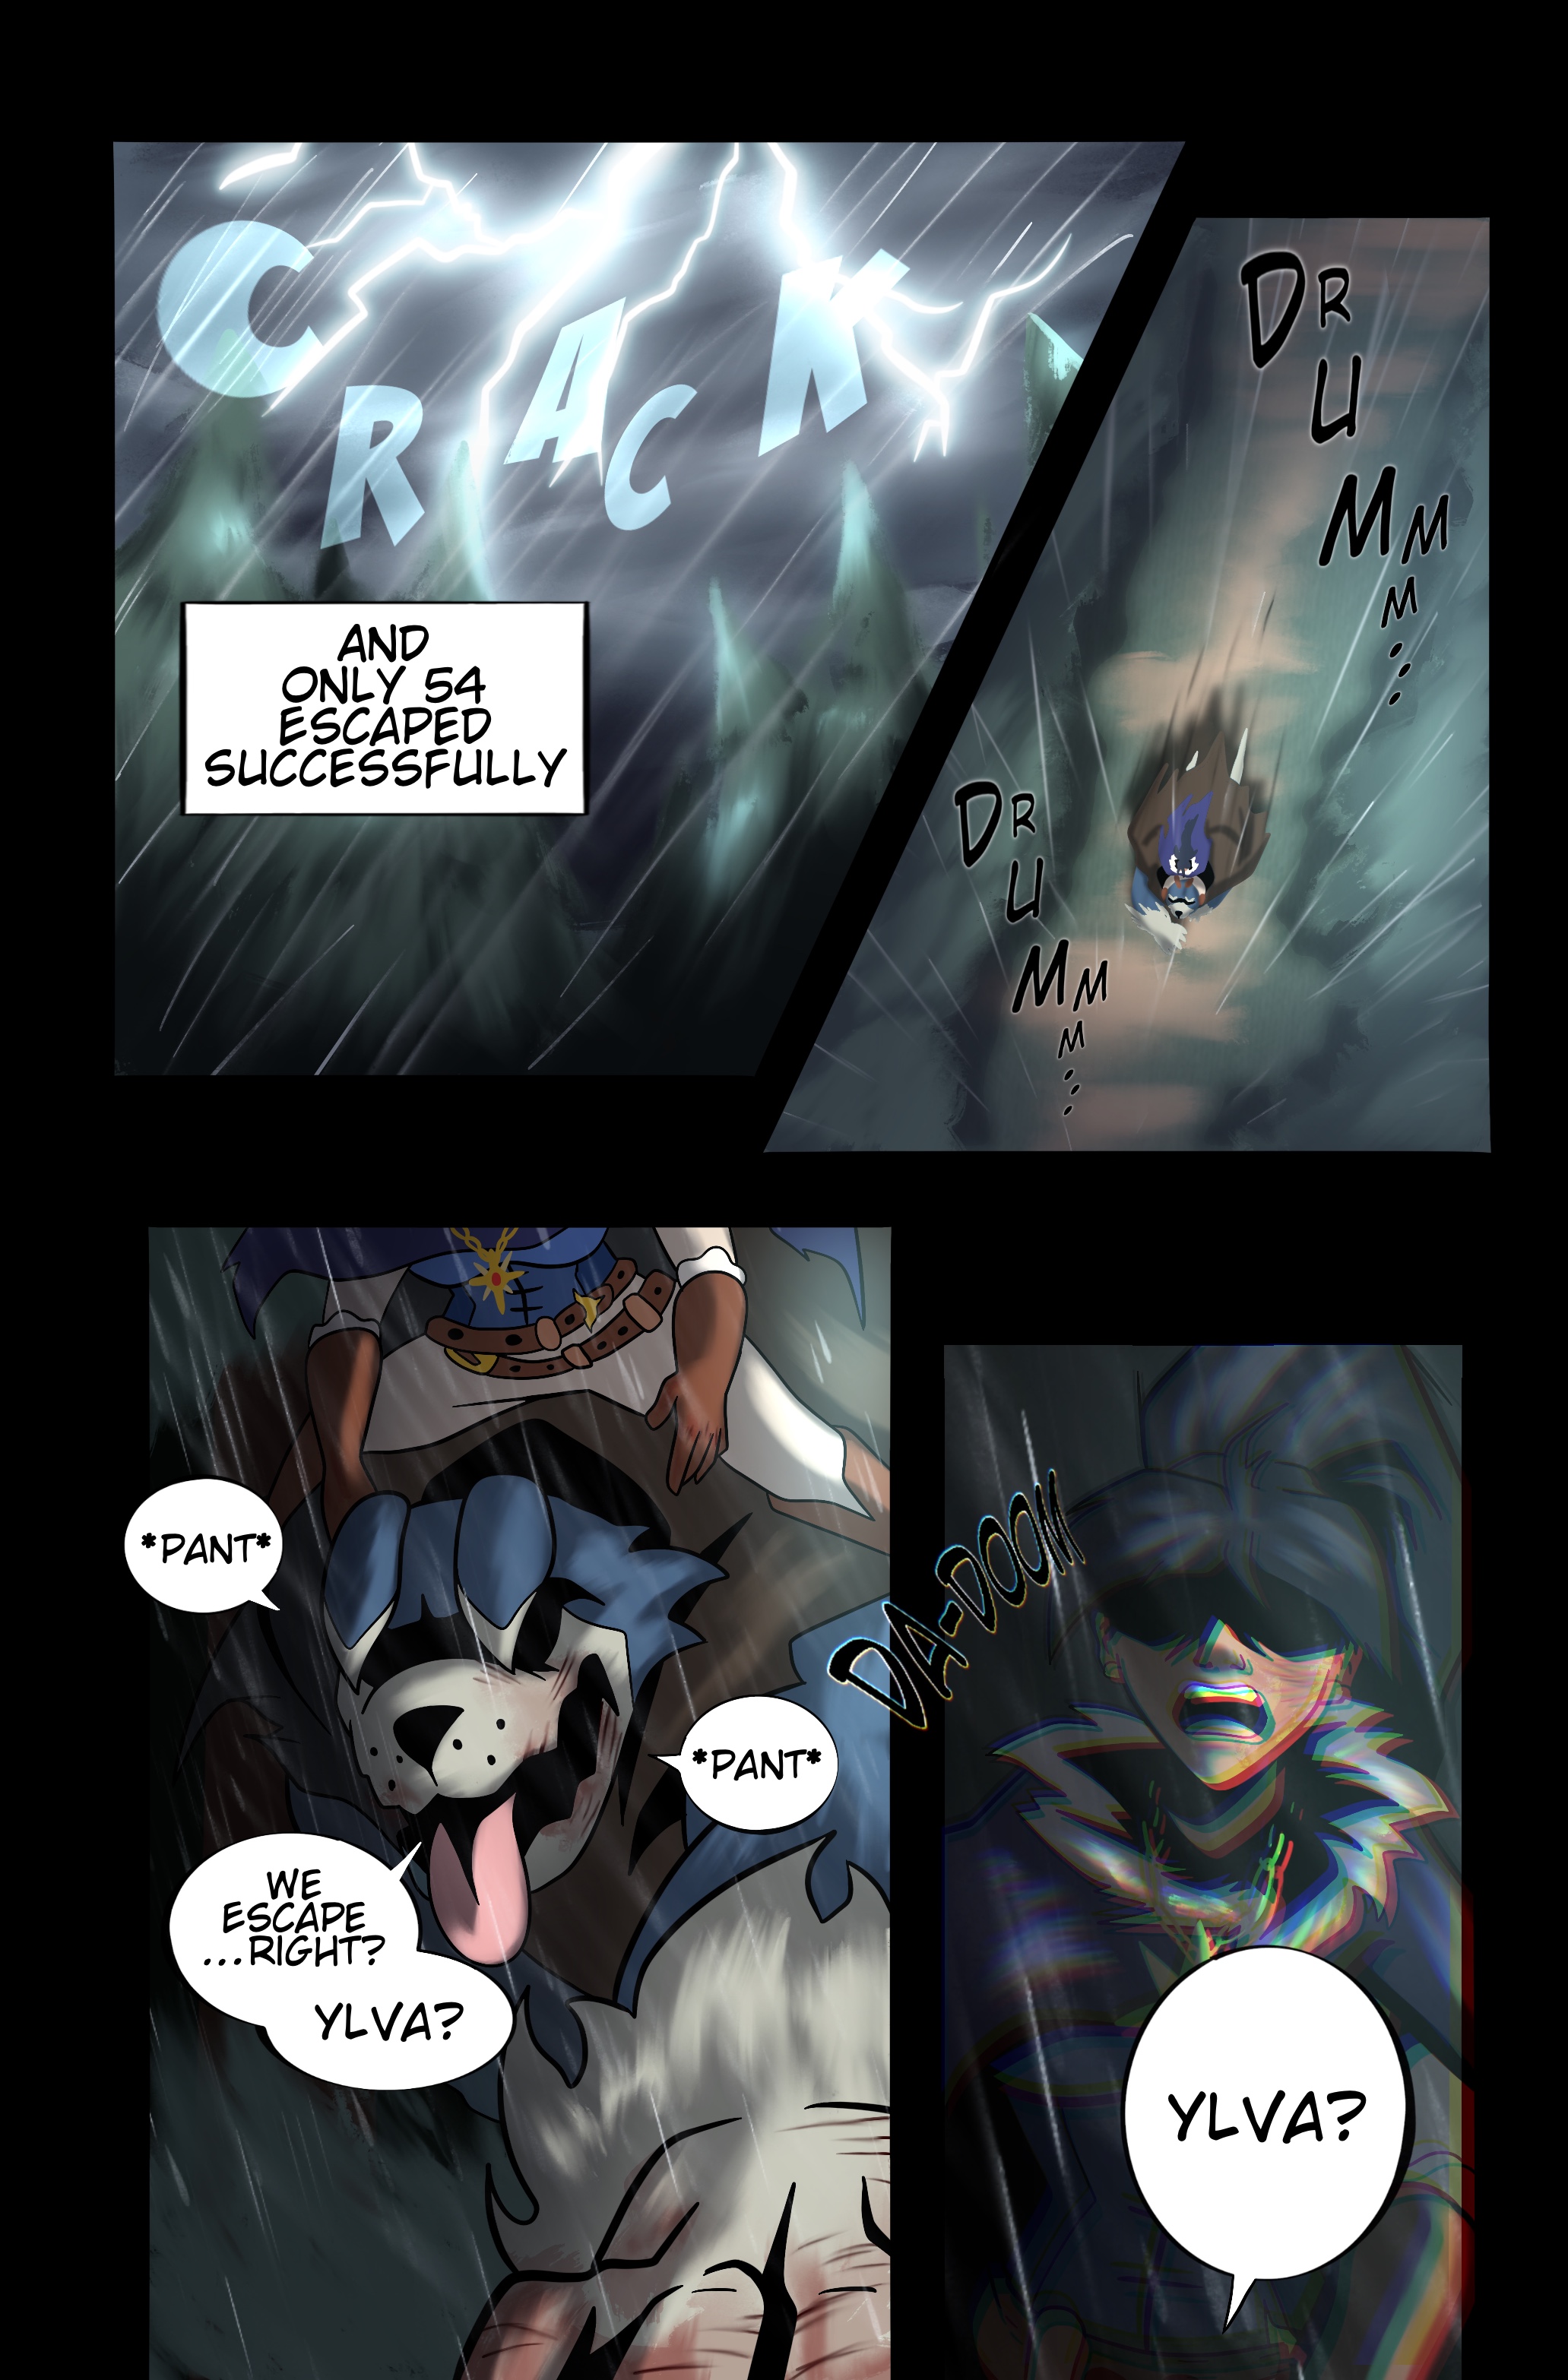 CRACK
AND
ONLY 54
ESCAPED
SUCCESSFULLY
DRUMMM...
DRUMMM...
*PANT*
*PANT*
WE
ESCAPE
...RIGHT?
YLVA?
DA-DOOM
YLVA?